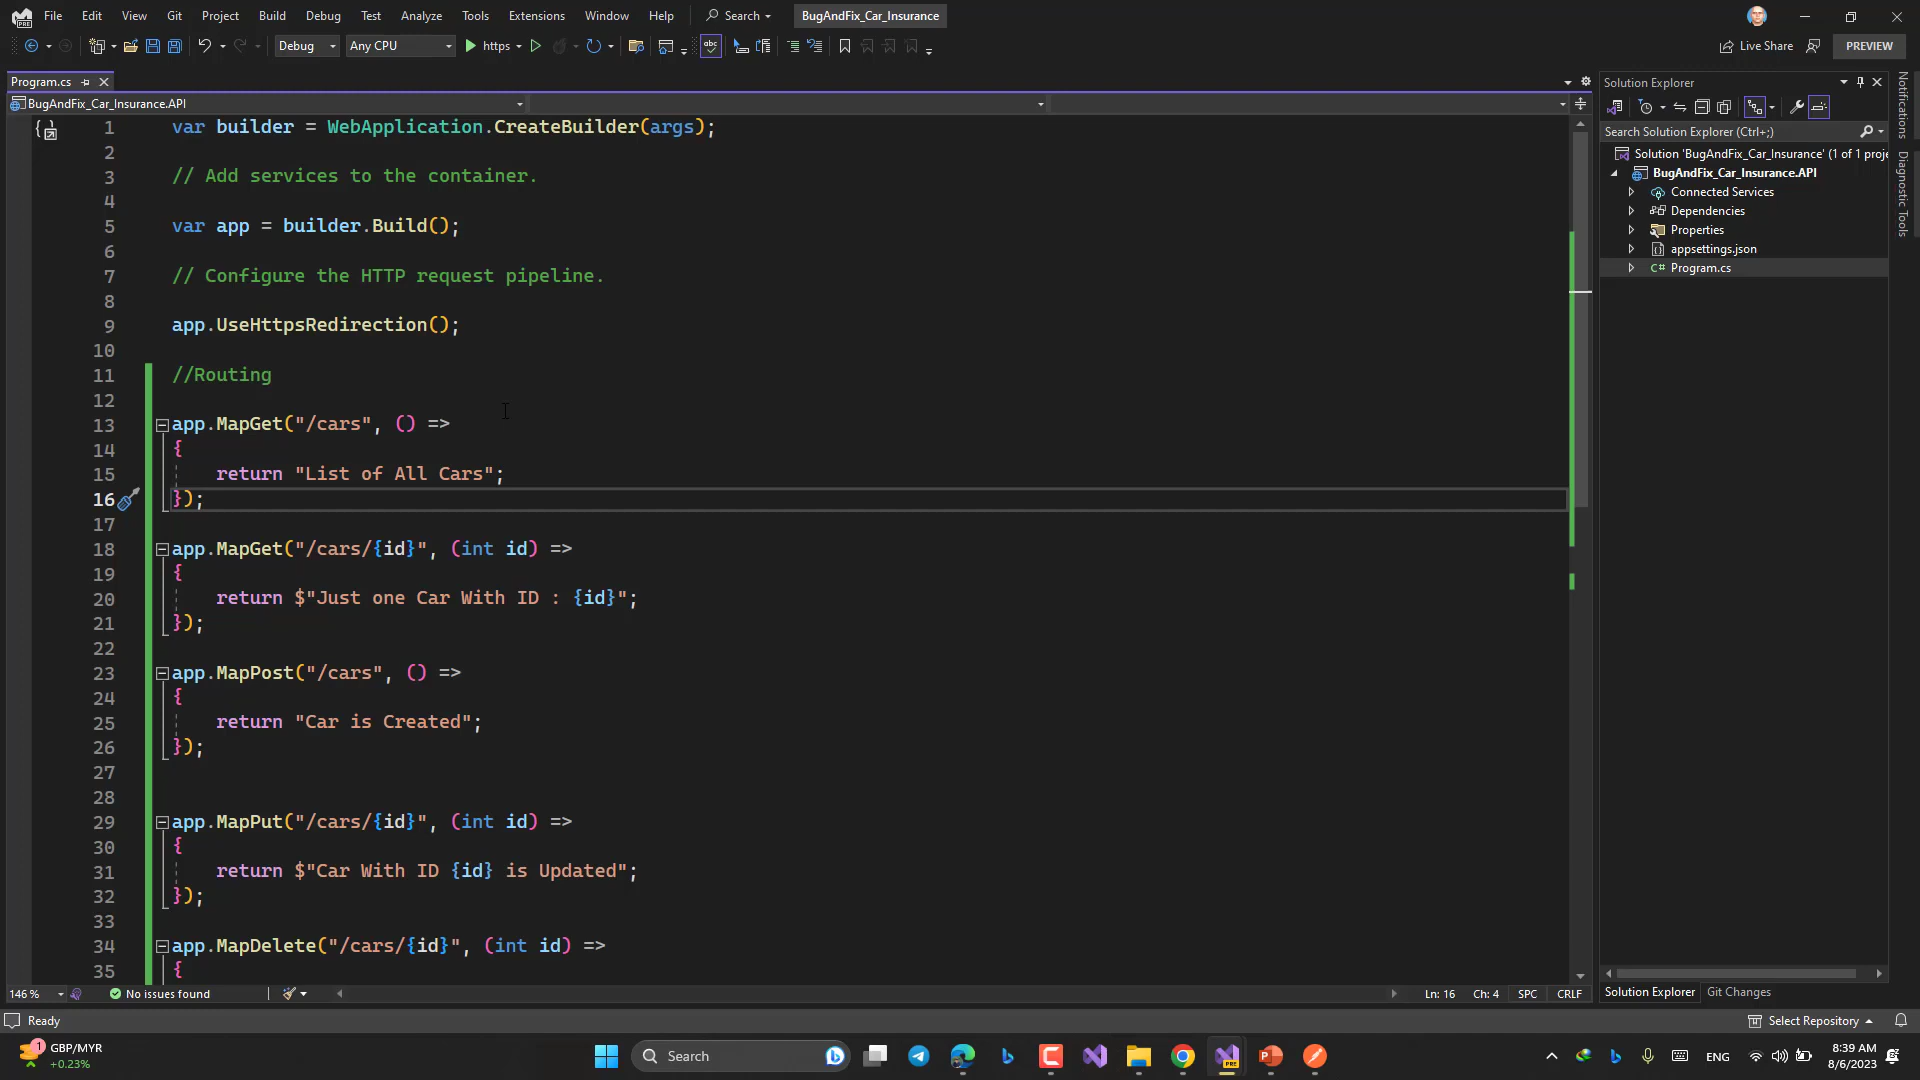 File Edit View Git Project Build Debug Test Analyze Tools Extensions Window Help Search BugAndFix_Car_Insurance
Debug Any CPU https Live Share PREVIEW
Program.cs
BugAndFix_Car_Insurance.API
1 var builder = WebApplication.CreateBuilder(args);
2
3 // Add services to the container.
4
5 var app = builder.Build();
6
7 // Configure the HTTP request pipeline.
8
9 app.UseHttpsRedirection();
10
11 //Routing
12
13 app.MapGet("/cars", () =>
14 {
15 return "List of All Cars";
16 });
17
18 app.MapGet("/cars/{id}", (int id) =>
19 {
20 return $"Just one Car With ID : {id}";
21 });
22
23 app.MapPost("/cars", () =>
24 {
25 return "Car is Created";
26 });
27
28
29 app.MapPut("/cars/{id}", (int id) =>
30 {
31 return $"Car With ID {id} is Updated";
32 });
33
34 app.MapDelete("/cars/{id}", (int id) =>
35 {
146 % No issues found Ln: 16 Ch: 4 SPC CRLF
Solution Explorer
Search Solution Explorer (Ctrl+;)
Solution 'BugAndFix_Car_Insurance' (1 of 1 proje
BugAndFix_Car_Insurance.API
Connected Services
Dependencies
Properties
appsettings.json
C# Program.cs
Solution Explorer Git Changes
Notifications
Diagnostic Tools
Ready Select Repository
1 GBP/MYR
+0.23%
Search
PRE
ENG
8:39 AM
8/6/2023